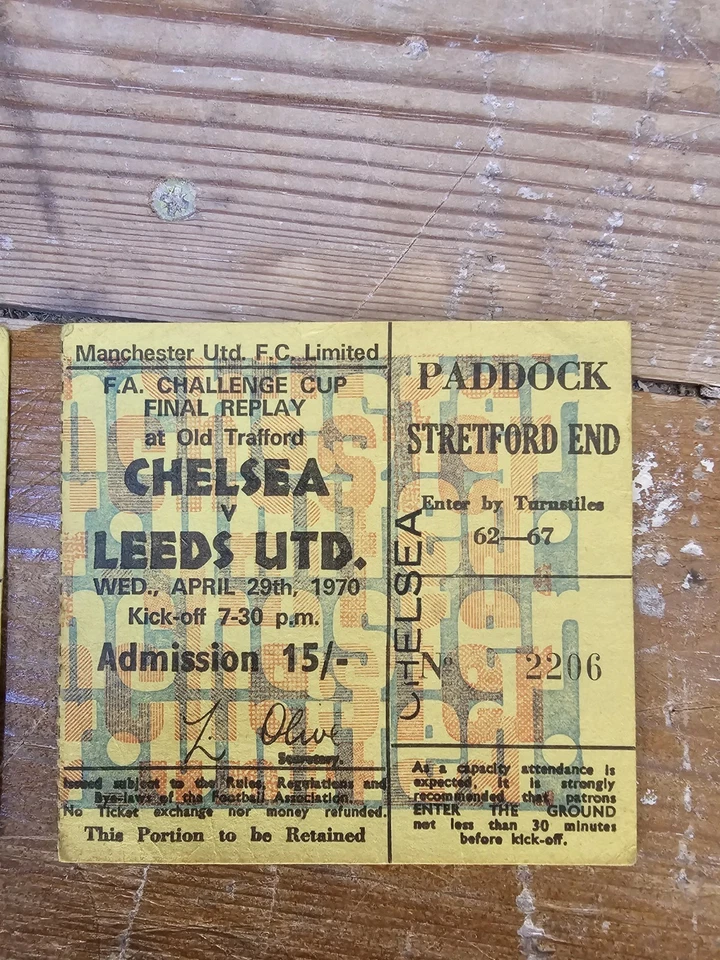 Manchester Utd. F.C. Limited
F.A. CHALLENGE CUP
FINAL REPLAY
at Old Trafford
CHELSEA
V
LEEDS UTD.
WED., APRIL 29th, 1970
Kick-off 7-30 p.m.
Admission 15/-
L. Olive
Secretary.
Issued subject to the Rules, Regulations and
Bye-laws of the Football Association.
No Ticket exchange nor money refunded.
This Portion to be Retained
PADDOCK
STRETFORD END
Enter by Turnstiles
62—67
CHELSEA
No 2206
As a capacity attendance is
expected, it is strongly
recommended that patrons
ENTER THE GROUND
not less than 30 minutes
before kick-off.